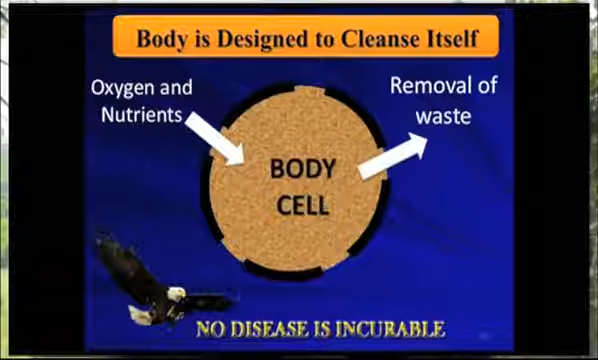 Body is Designed to Cleanse Itself
Oxygen and
Nutrients
Removal of
waste
BODY
CELL
NO DISEASE IS INCURABLE